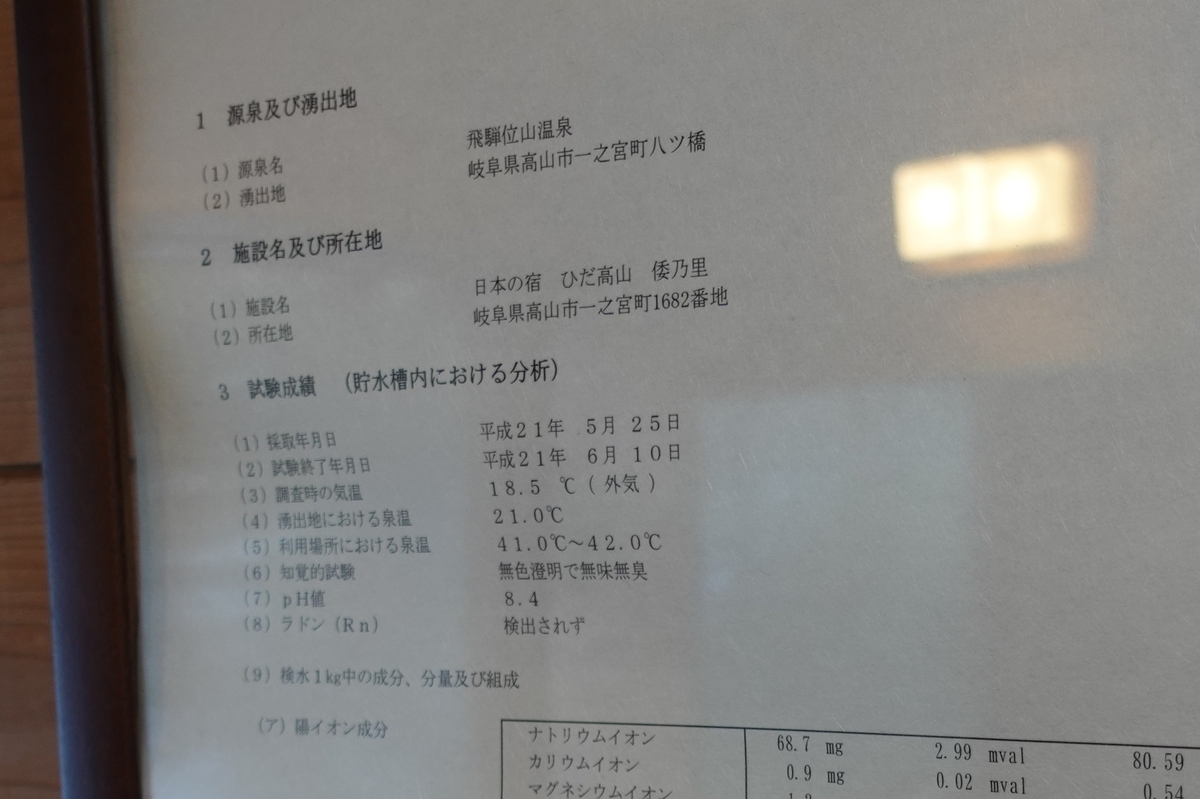 1 源泉及び湧出地
(1) 源泉名 飛騨位山温泉
(2) 湧出地 岐阜県高山市一之宮町八ツ橋
2 施設名及び所在地
(1) 施設名 日本の宿 ひだ高山 倭乃里
(2) 所在地 岐阜県高山市一之宮町1682番地
3 試験成績 (貯水槽内における分析)
(1) 採取年月日 平成21年 5月 25日
(2) 試験終了年月日 平成21年 6月 10日
(3) 調査時の気温 18.5 ℃ ( 外気 )
(4) 湧出地における泉温 21.0℃
(5) 利用場所における泉温 41.0℃~42.0℃
(6) 知覚的試験 無色澄明で無味無臭
(7) pH値 8.4
(8) ラドン (Rn) 検出されず
(9) 検水1kg中の成分、分量及び組成
(ア) 陽イオン成分
ナトリウムイオン 68.7 mg 2.99 mval 80.59
カリウムイオン 0.9 mg 0.02 mval 0.54
マグネシウムイオン